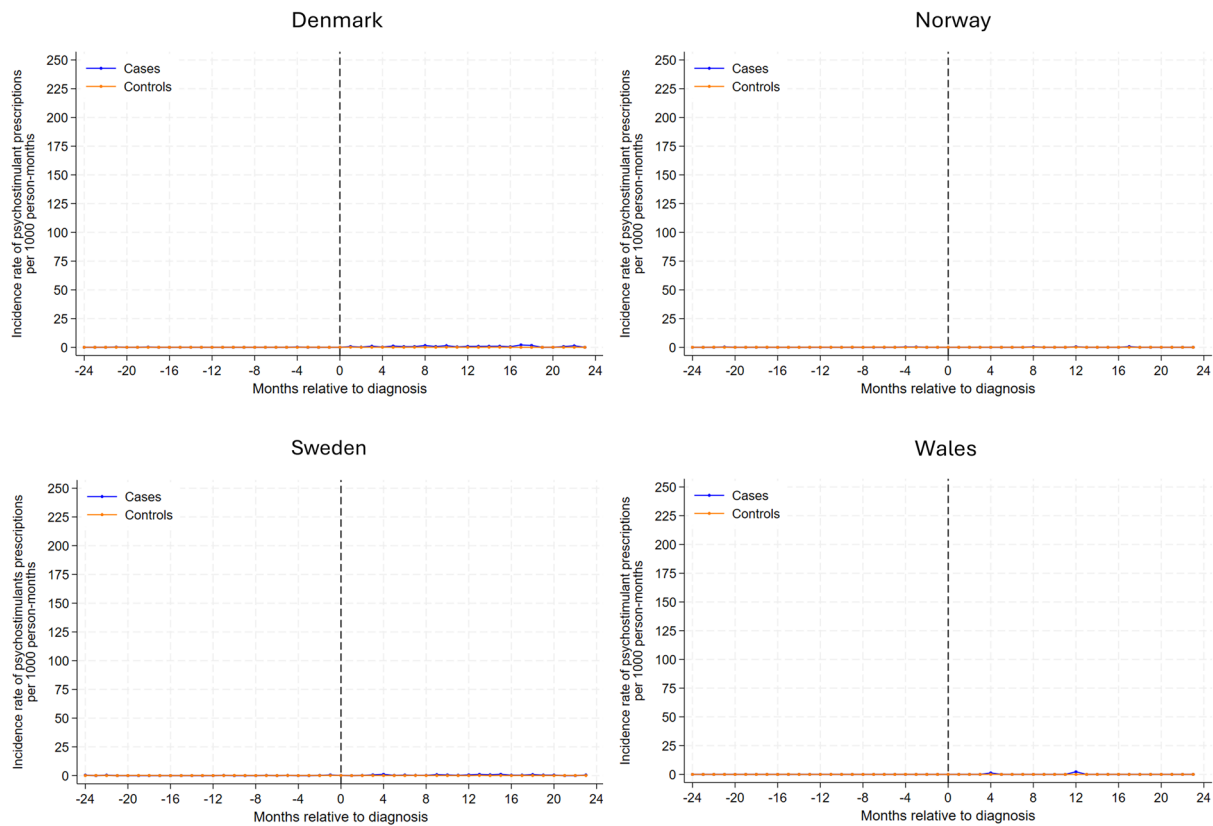 Denmark
Incidence rate of psychostimulant prescriptions
per 1000 person-months
250
225
200
175
150
125
100
75
50
25
0
Cases
Controls
-24 -20 -16 -12 -8 -4 0 4 8 12 16 20 24
Months relative to diagnosis
Norway
Incidence rate of psychostimulant prescriptions
per 1000 person-months
250
225
200
175
150
125
100
75
50
25
0
Cases
Controls
-24 -20 -16 -12 -8 -4 0 4 8 12 16 20 24
Months relative to diagnosis
Sweden
Incidence rate of psychostimulants prescriptions
per 1000 person-months
250
225
200
175
150
125
100
75
50
25
0
Cases
Controls
-24 -20 -16 -12 -8 -4 0 4 8 12 16 20 24
Months relative to diagnosis
Wales
Incidence rate of psychostimulant prescriptions
per 1000 person-months
250
225
200
175
150
125
100
75
50
25
0
Cases
Controls
-24 -20 -16 -12 -8 -4 0 4 8 12 16 20 24
Months relative to diagnosis